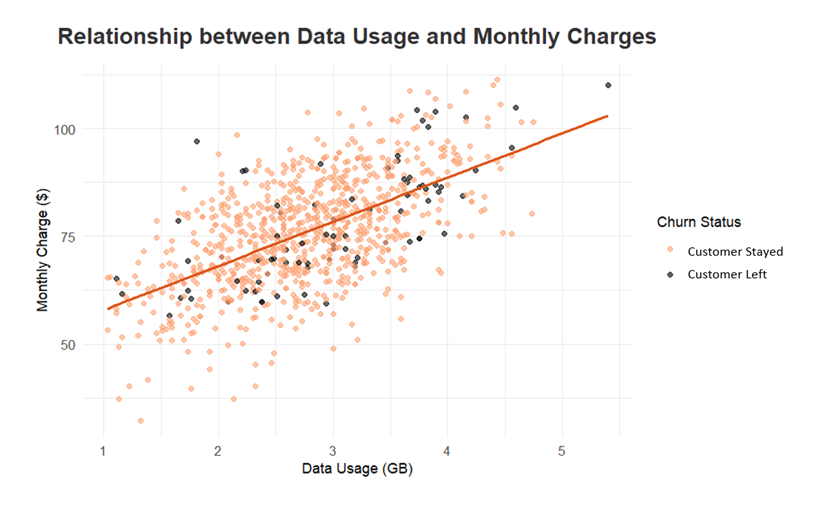 Relationship between Data Usage and Monthly Charges
100
75
50
Monthly Charge ($)
1 2 3 4 5
Data Usage (GB)
Churn Status
Customer Stayed
Customer Left